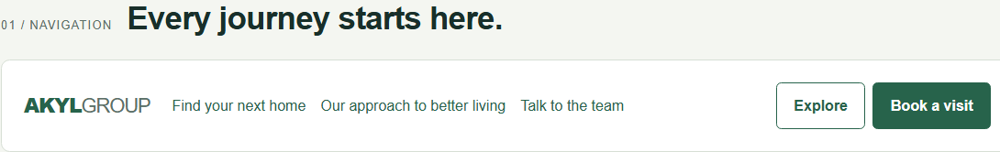 01 / NAVIGATION Every journey starts here.
AKYLGROUP Find your next home Our approach to better living Talk to the team Explore Book a visit